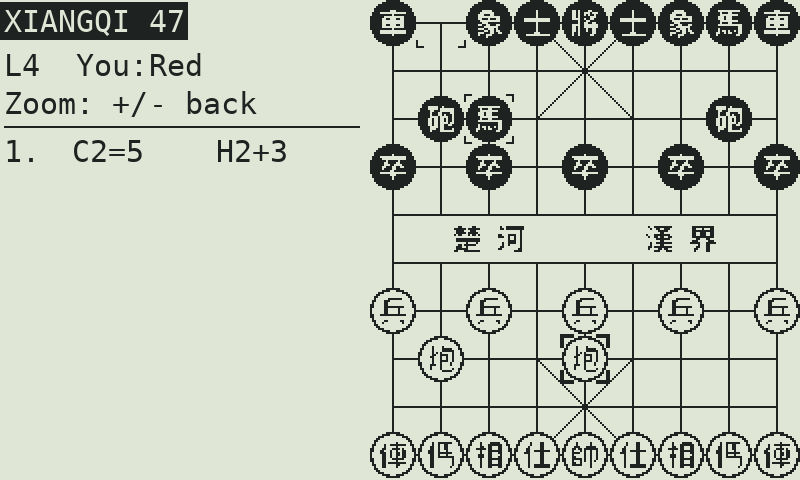 XIANGQI 47
L4 You:Red
Zoom: +/- back
1. C2=5 H2+3
車 象 士 將 士 象 馬 車
砲 馬 砲
卒 卒 卒 卒 卒
楚 河 漢 界
兵 兵 兵 兵 兵
炮 炮
俥 傌 相 仕 帥 仕 相 傌 俥